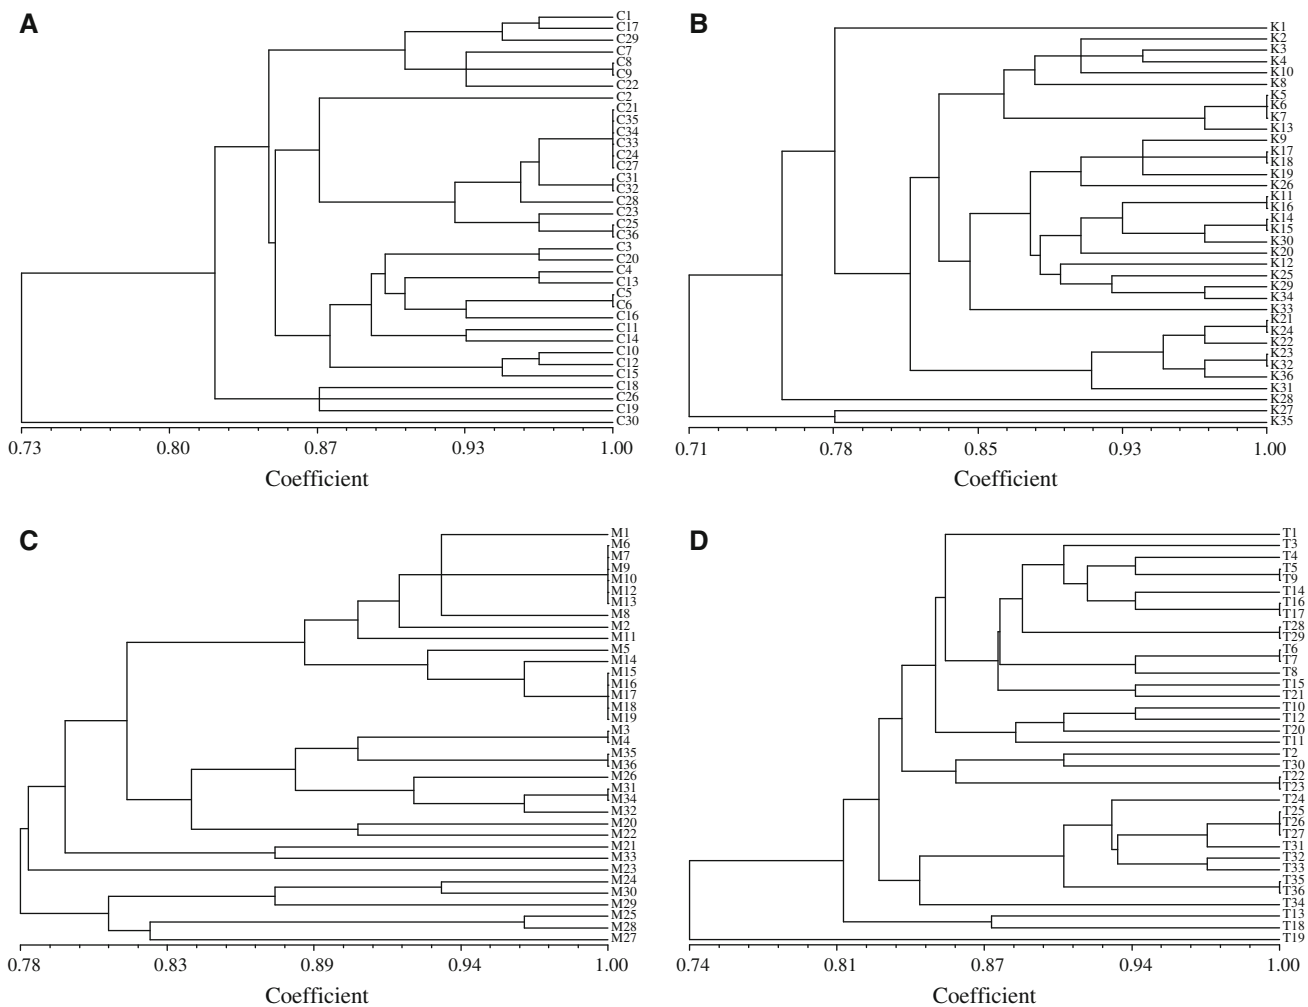 A
C1
C17
C29
C7
C8
C9
C22
C2
C21
C35
C34
C33
C24
C27
C31
C32
C28
C23
C25
C36
C3
C20
C4
C13
C5
C6
C16
C11
C14
C10
C12
C15
C18
C26
C19
C30
0.73 0.80 0.87 0.93 1.00
Coefficient
B
K1
K2
K3
K4
K10
K8
K5
K6
K7
K13
K9
K17
K18
K19
K26
K11
K16
K14
K15
K30
K20
K12
K25
K29
K34
K33
K21
K24
K22
K23
K32
K36
K31
K28
K27
K35
0.71 0.78 0.85 0.93 1.00
Coefficient
C
M1
M6
M7
M9
M10
M12
M13
M8
M2
M11
M5
M14
M15
M16
M17
M18
M19
M3
M4
M35
M36
M26
M31
M34
M32
M20
M22
M21
M33
M23
M24
M30
M29
M25
M28
M27
0.78 0.83 0.89 0.94 1.00
Coefficient
D
T1
T3
T4
T5
T9
T14
T16
T17
T28
T29
T6
T7
T8
T15
T21
T10
T12
T20
T11
T2
T30
T22
T23
T24
T25
T26
T27
T31
T32
T33
T35
T36
T34
T13
T18
T19
0.74 0.81 0.87 0.94 1.00
Coefficient